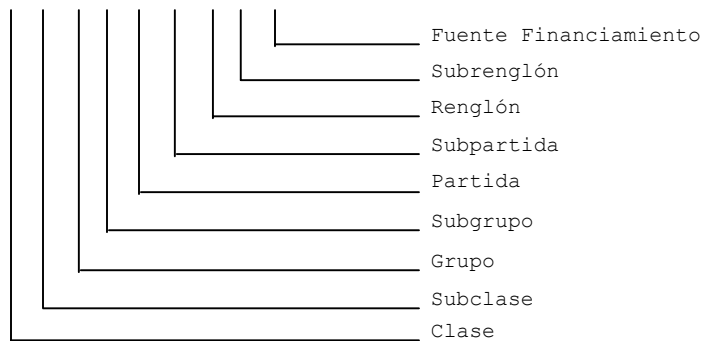 Fuente Financiamiento
Subrenglón
Renglón
Subpartida
Partida
Subgrupo
Grupo
Subclase
Clase